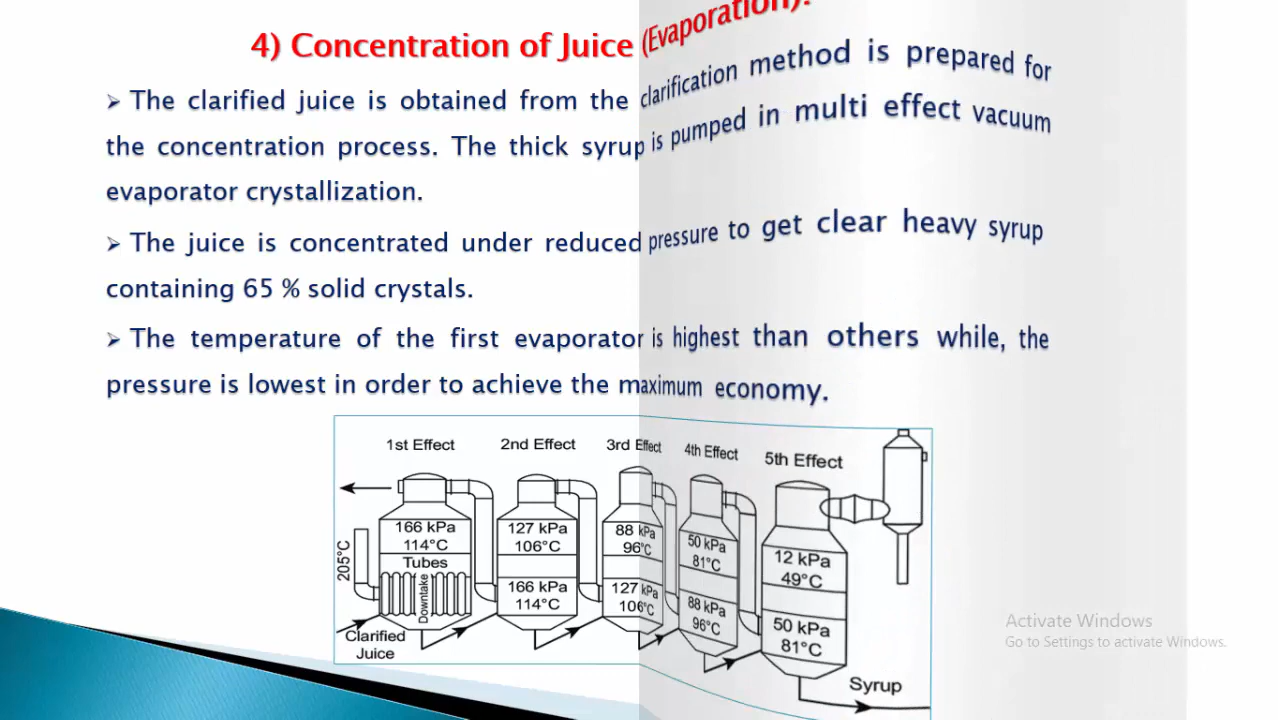 4) Concentration of Juice (Evaporation):
➢ The clarified juice is obtained from the clarification method is prepared for
the concentration process. The thick syrup is pumped in multi effect vacuum
evaporator crystallization.
➢ The juice is concentrated under reduced pressure to get clear heavy syrup
containing 65 % solid crystals.
➢ The temperature of the first evaporator is highest than others while, the
pressure is lowest in order to achieve the maximum economy.
1st Effect 2nd Effect 3rd Effect 4th Effect 5th Effect
166 kPa 127 kPa 88 kPa 50 kPa 12 kPa
114°C 106°C 96°C 81°C 49°C
205°C
Tubes
Downtake
166 kPa 127 kPa 88 kPa 50 kPa
114°C 106°C 96°C 81°C
Clarified
Juice
Syrup
Activate Windows
Go to Settings to activate Windows.